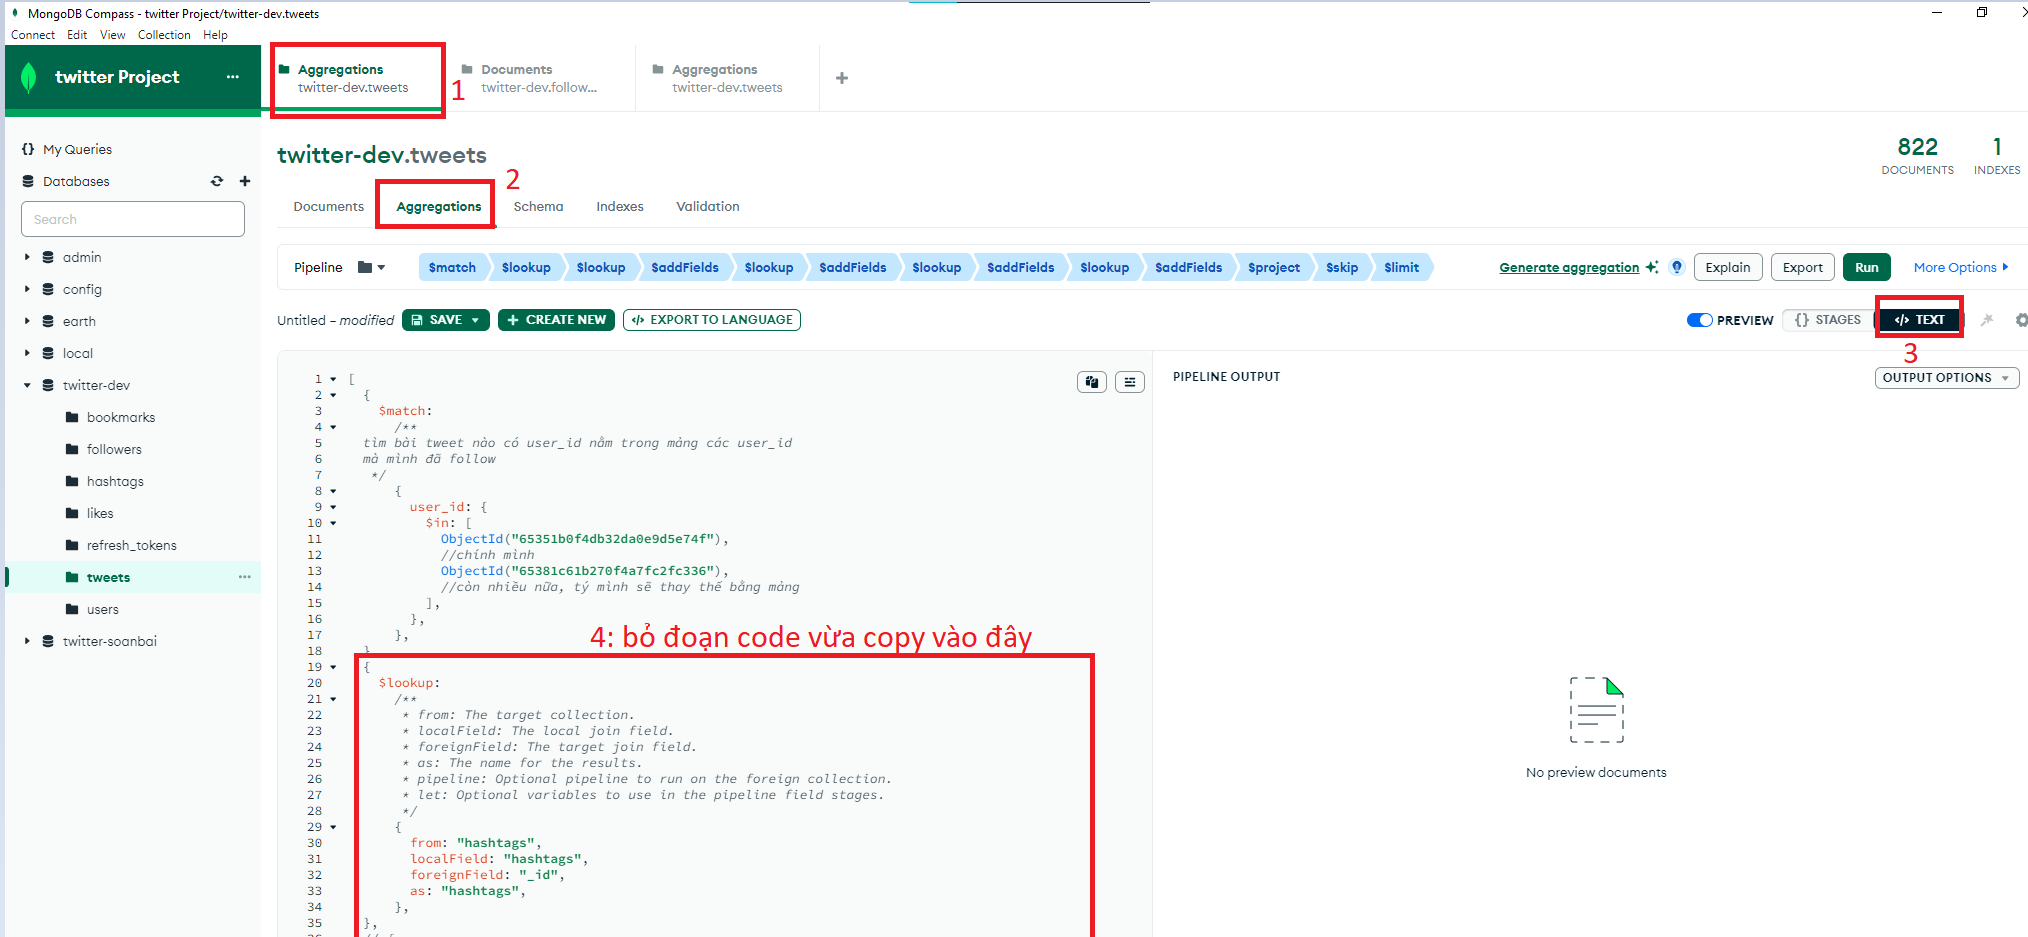 MongoDB Compass - twitter Project/twitter-dev.tweets
Connect Edit View Collection Help
twitter Project ...
Aggregations
twitter-dev.tweets
1
Documents
twitter-dev.follow...
Aggregations
twitter-dev.tweets
My Queries
Databases
Search
admin
config
earth
local
twitter-dev
bookmarks
followers
hashtags
likes
refresh_tokens
tweets ...
users
twitter-soanbai
twitter-dev.tweets
822
DOCUMENTS
1
INDEXES
2
Documents Aggregations Schema Indexes Validation
Pipeline $match $lookup $lookup $addFields $lookup $addFields $lookup $addFields $lookup $addFields $project $skip $limit Generate aggregation Explain Export Run More Options
Untitled – modified SAVE CREATE NEW </> EXPORT TO LANGUAGE PREVIEW {} STAGES </> TEXT
3
1 [
2 {
3 $match:
4 /**
5 tìm bài tweet nào có user_id nằm trong mảng các user_id
6 mà mình đã follow
7 */
8 {
9 user_id: {
10 $in: [
11 ObjectId("65351b0f4db32da0e9d5e74f"),
12 //chính mình
13 ObjectId("65381c61b270f4a7fc2fc336"),
14 //còn nhiều nữa, tý mình sẽ thay thế bằng mảng
15 ],
16 },
17 },
18
4: bỏ đoạn code vừa copy vào đây
19 {
20 $lookup:
21 /**
22 * from: The target collection.
23 * localField: The local join field.
24 * foreignField: The target join field.
25 * as: The name for the results.
26 * pipeline: Optional pipeline to run on the foreign collection.
27 * let: Optional variables to use in the pipeline field stages.
28 */
29 {
30 from: "hashtags",
31 localField: "hashtags",
32 foreignField: "_id",
33 as: "hashtags",
34 },
35 },
PIPELINE OUTPUT
OUTPUT OPTIONS
No preview documents